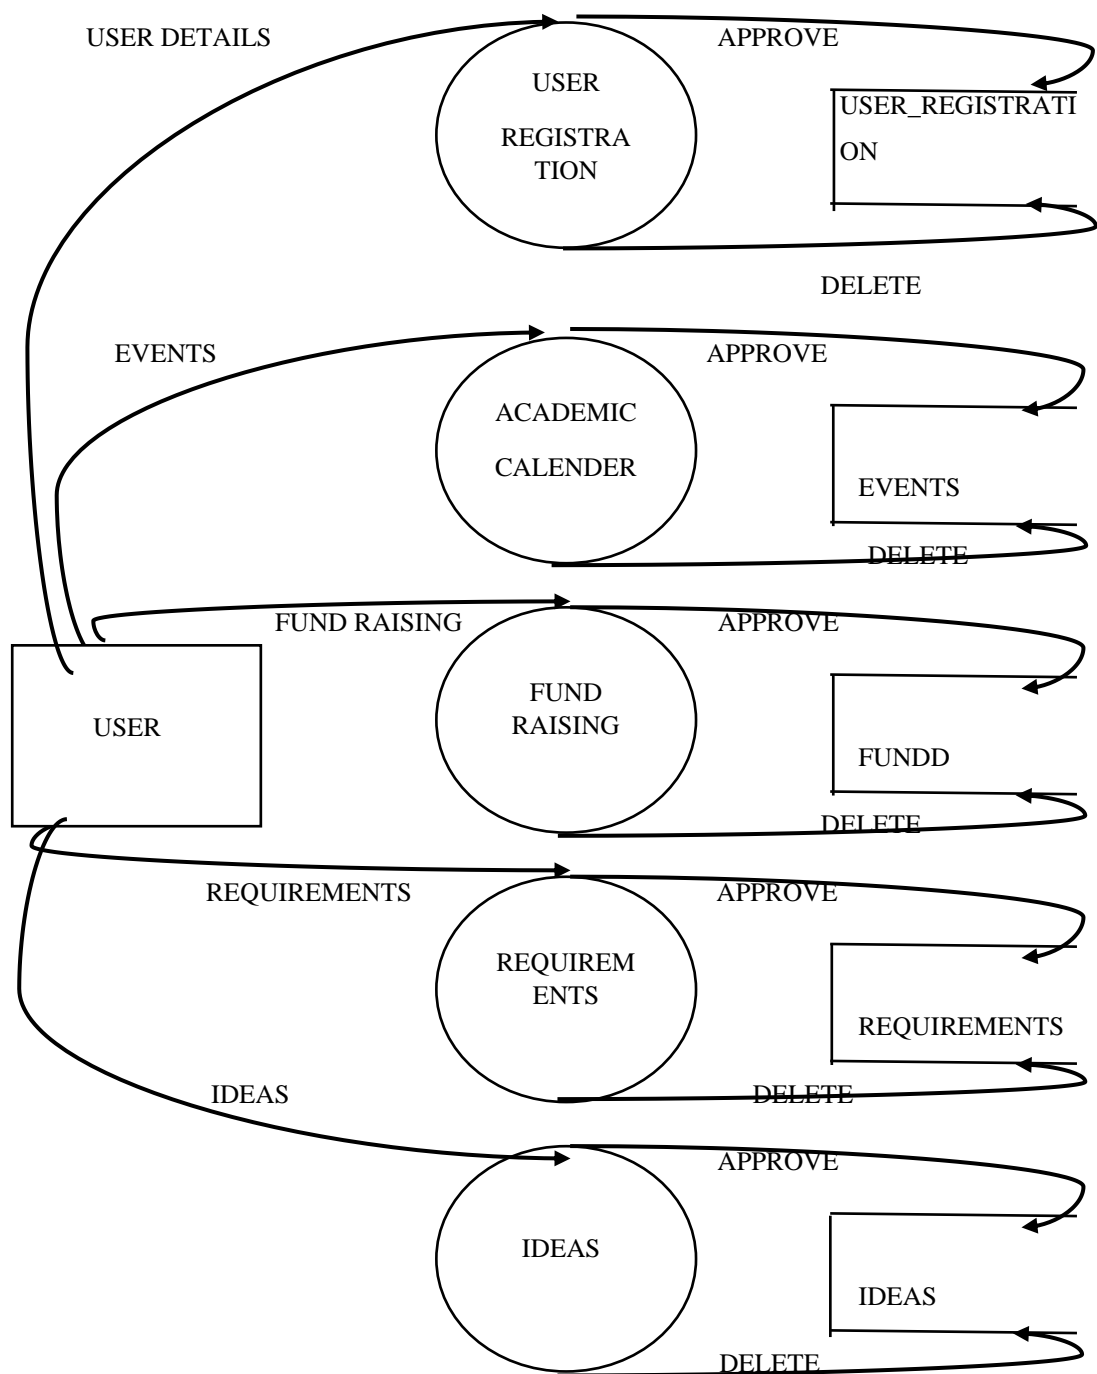 USER DETAILS
APPROVE
USER
REGISTRA
TION
USER_REGISTRATI
ON
DELETE
EVENTS
APPROVE
ACADEMIC
CALENDER
EVENTS
DELETE
FUND RAISING
APPROVE
USER
FUND
RAISING
FUNDD
DELETE
REQUIREMENTS
APPROVE
REQUIREM
ENTS
REQUIREMENTS
IDEAS
DELETE
APPROVE
IDEAS
IDEAS
DELETE